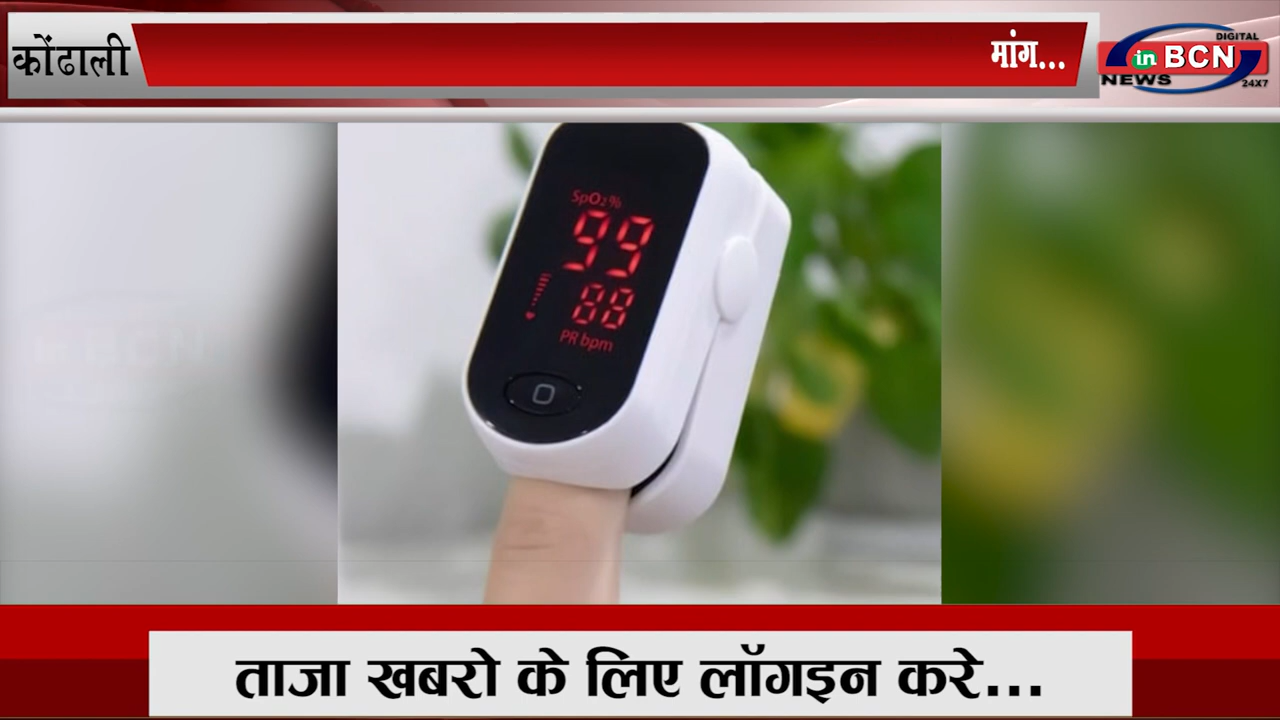 कोंढाली
मांग...
DIGITAL
in BCN
NEWS
24X7
SpO₂%
99
88
PR bpm
ताजा खबरो के लिए लॉगइन करे...